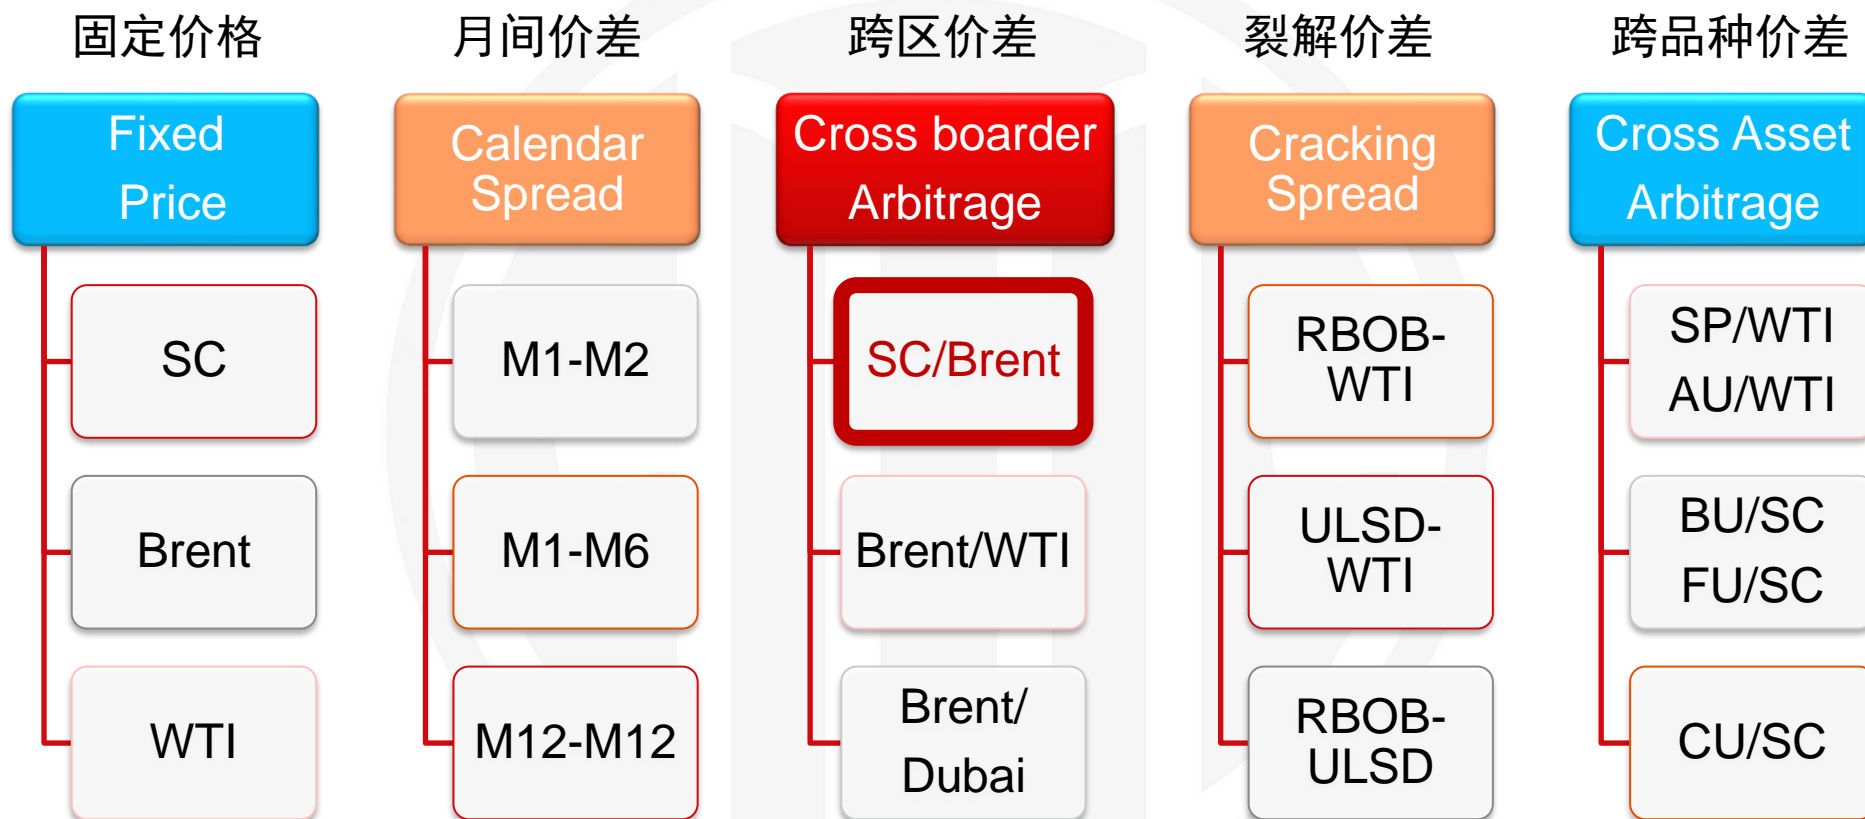 固定价格
月间价差
跨区价差
裂解价差
跨品种价差
Fixed
Price
Calendar
Spread
Cross boarder
Arbitrage
Cracking
Spread
Cross Asset
Arbitrage
SC
M1-M2
SC/Brent
RBOB-
WTI
SP/WTI
AU/WTI
Brent
M1-M6
Brent/WTI
ULSD-
WTI
BU/SC
FU/SC
WTI
M12-M12
Brent/
Dubai
RBOB-
ULSD
CU/SC